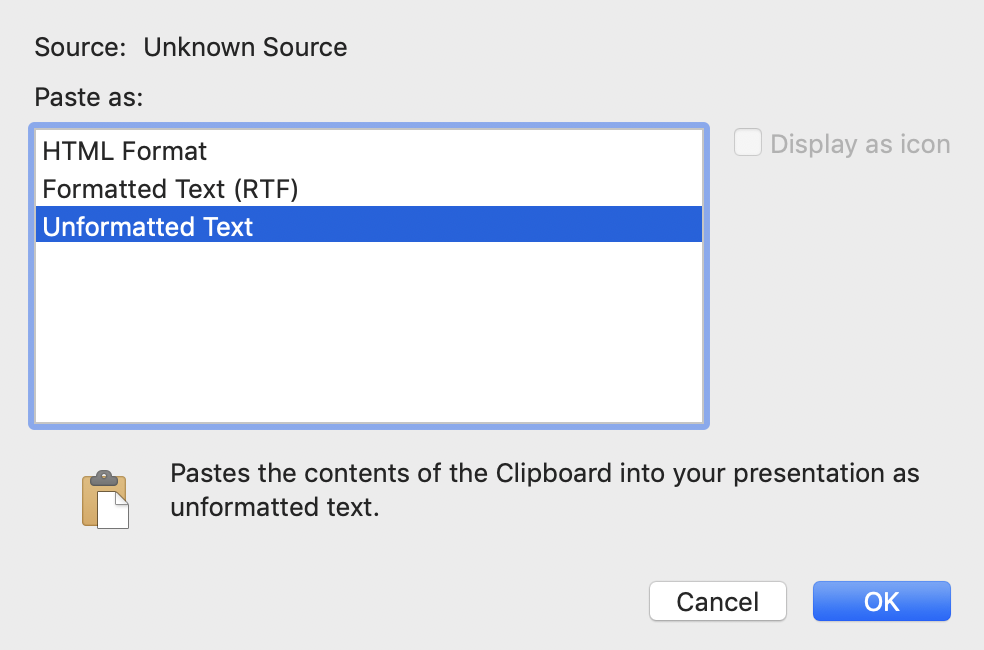 Source: Unknown Source
Paste as:
HTML Format
Display as icon
Formatted Text (RTF)
Unformatted Text
Pastes the contents of the Clipboard into your presentation as
unformatted text.
Cancel
OK